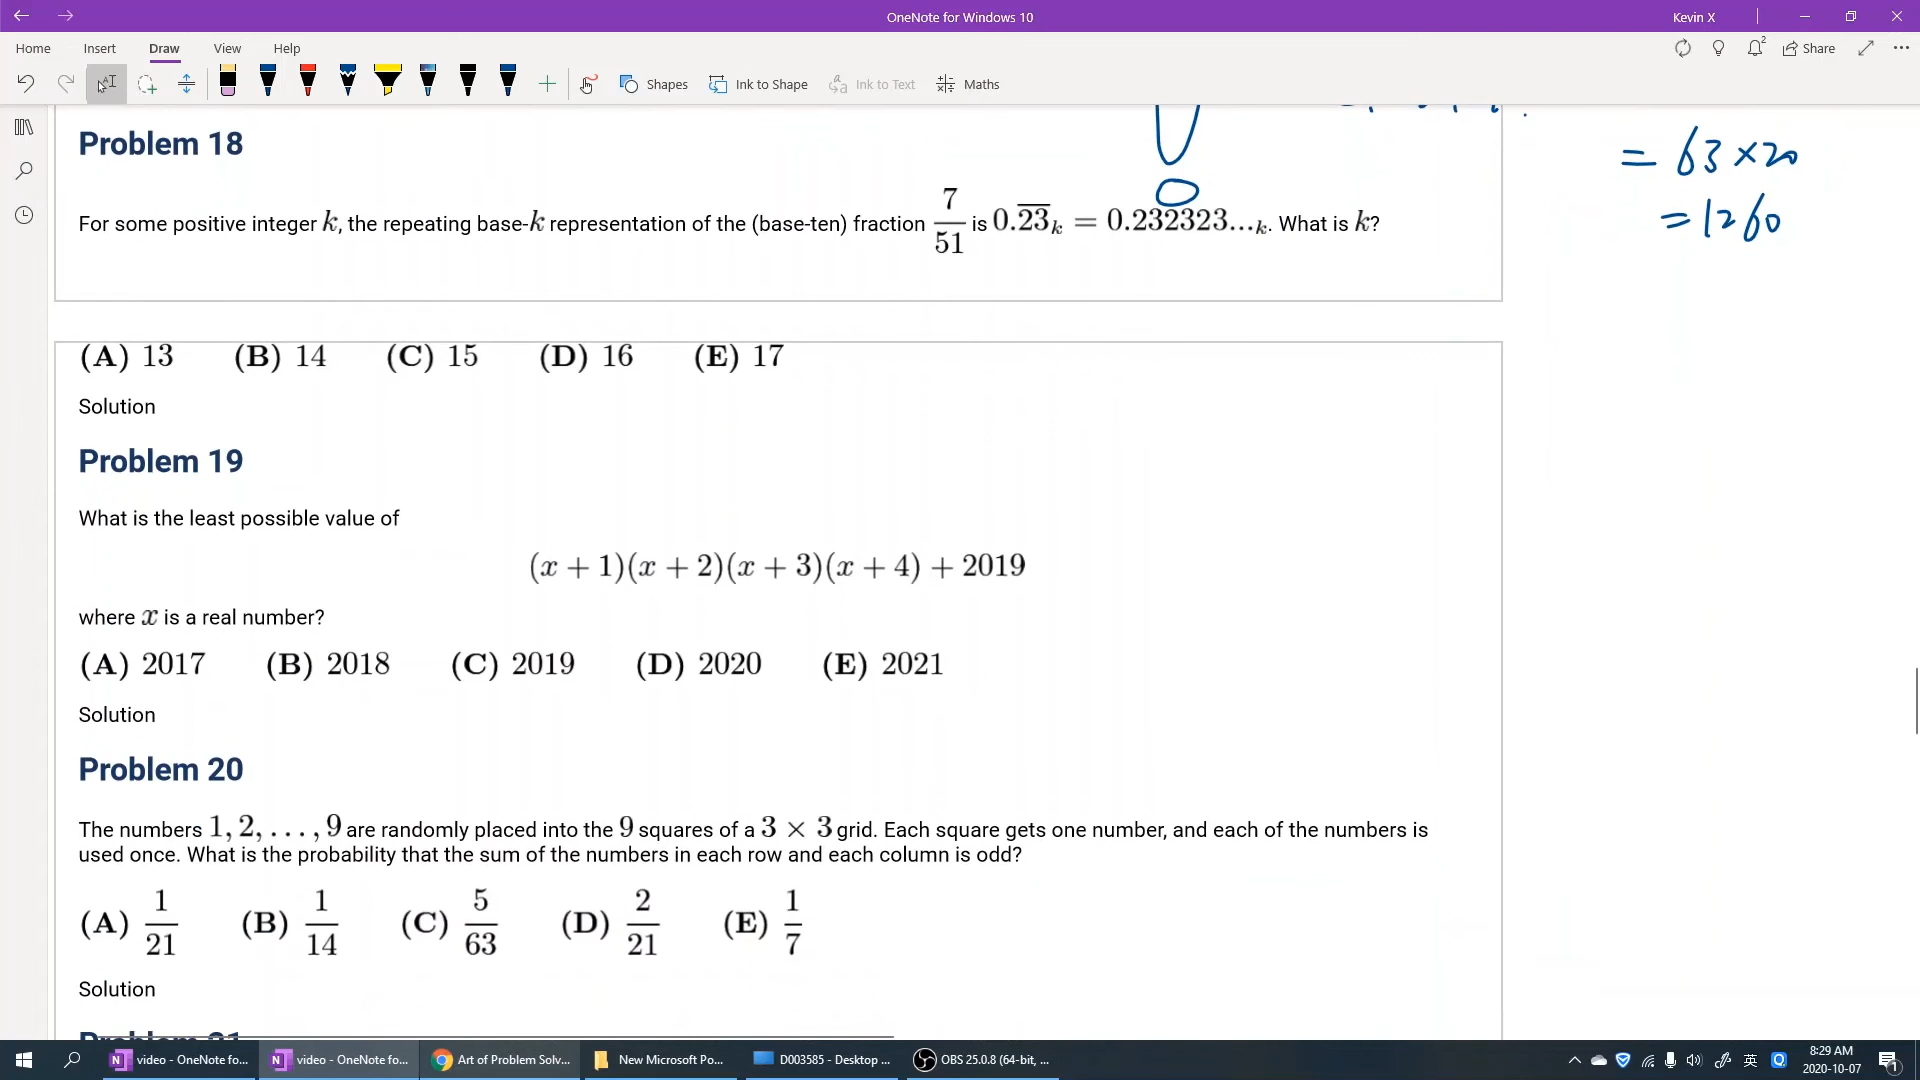 OneNote for Windows 10
Kevin X
Home Insert Draw View Help
Share
Shapes Ink to Shape Ink to Text Maths
Problem 18
= 63 × 20
= 1260
For some positive integer k, the repeating base-k representation of the (base-ten) fraction 7/51 is 0.\overline{23}_k = 0.232323..._k. What is k?
(A) 13 (B) 14 (C) 15 (D) 16 (E) 17
Solution
Problem 19
What is the least possible value of
(x + 1)(x + 2)(x + 3)(x + 4) + 2019
where x is a real number?
(A) 2017 (B) 2018 (C) 2019 (D) 2020 (E) 2021
Solution
Problem 20
The numbers 1, 2, . . . , 9 are randomly placed into the 9 squares of a 3 × 3 grid. Each square gets one number, and each of the numbers is
used once. What is the probability that the sum of the numbers in each row and each column is odd?
(A) 1/21 (B) 1/14 (C) 5/63 (D) 2/21 (E) 1/7
Solution
video - OneNote fo... video - OneNote fo... Art of Problem Solv... New Microsoft Po... D003585 - Desktop ... OBS 25.0.8 (64-bit, ...
英
8:29 AM
2020-10-07